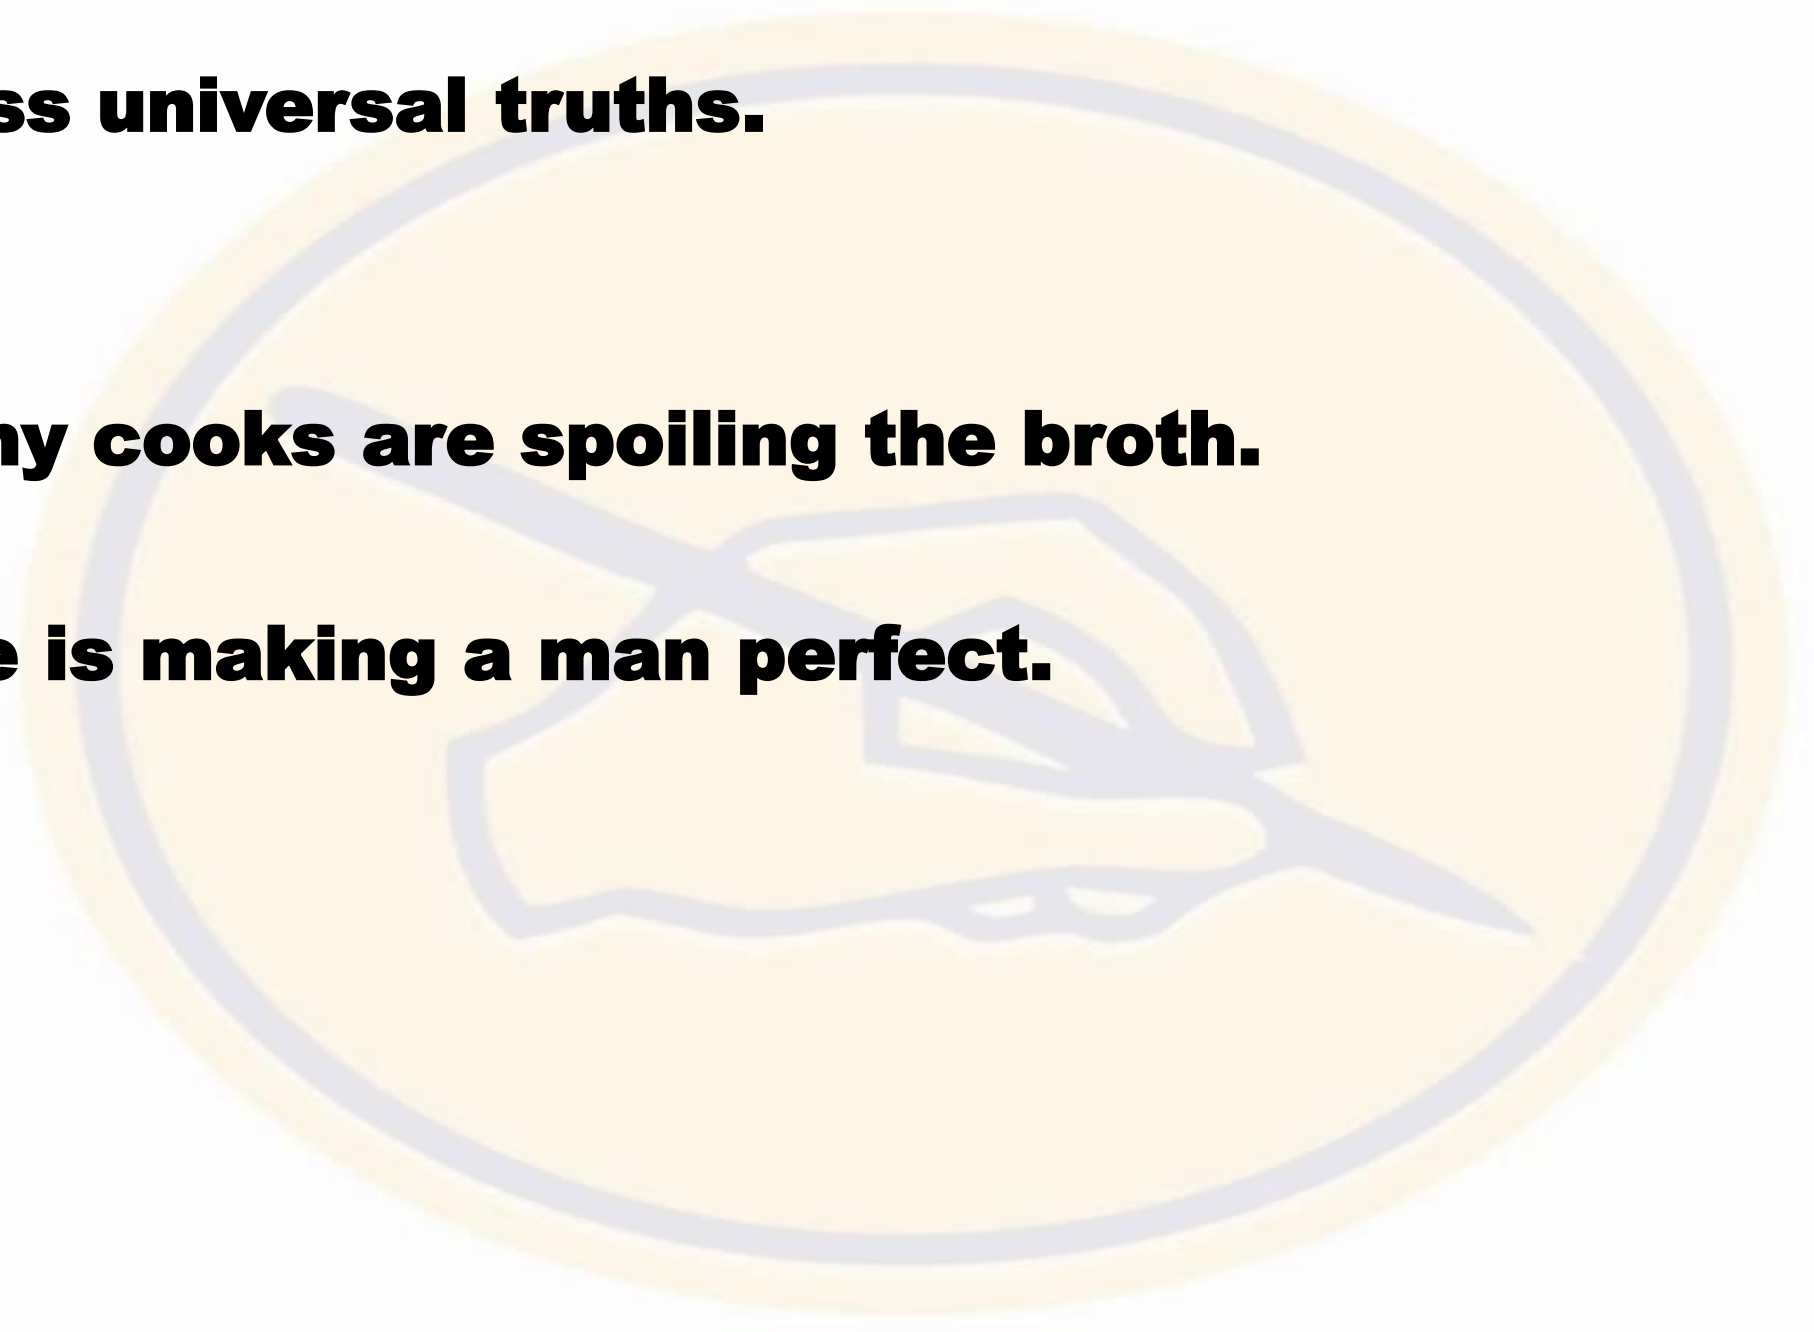 ss universal truths.
ny cooks are spoiling the broth.
e is making a man perfect.